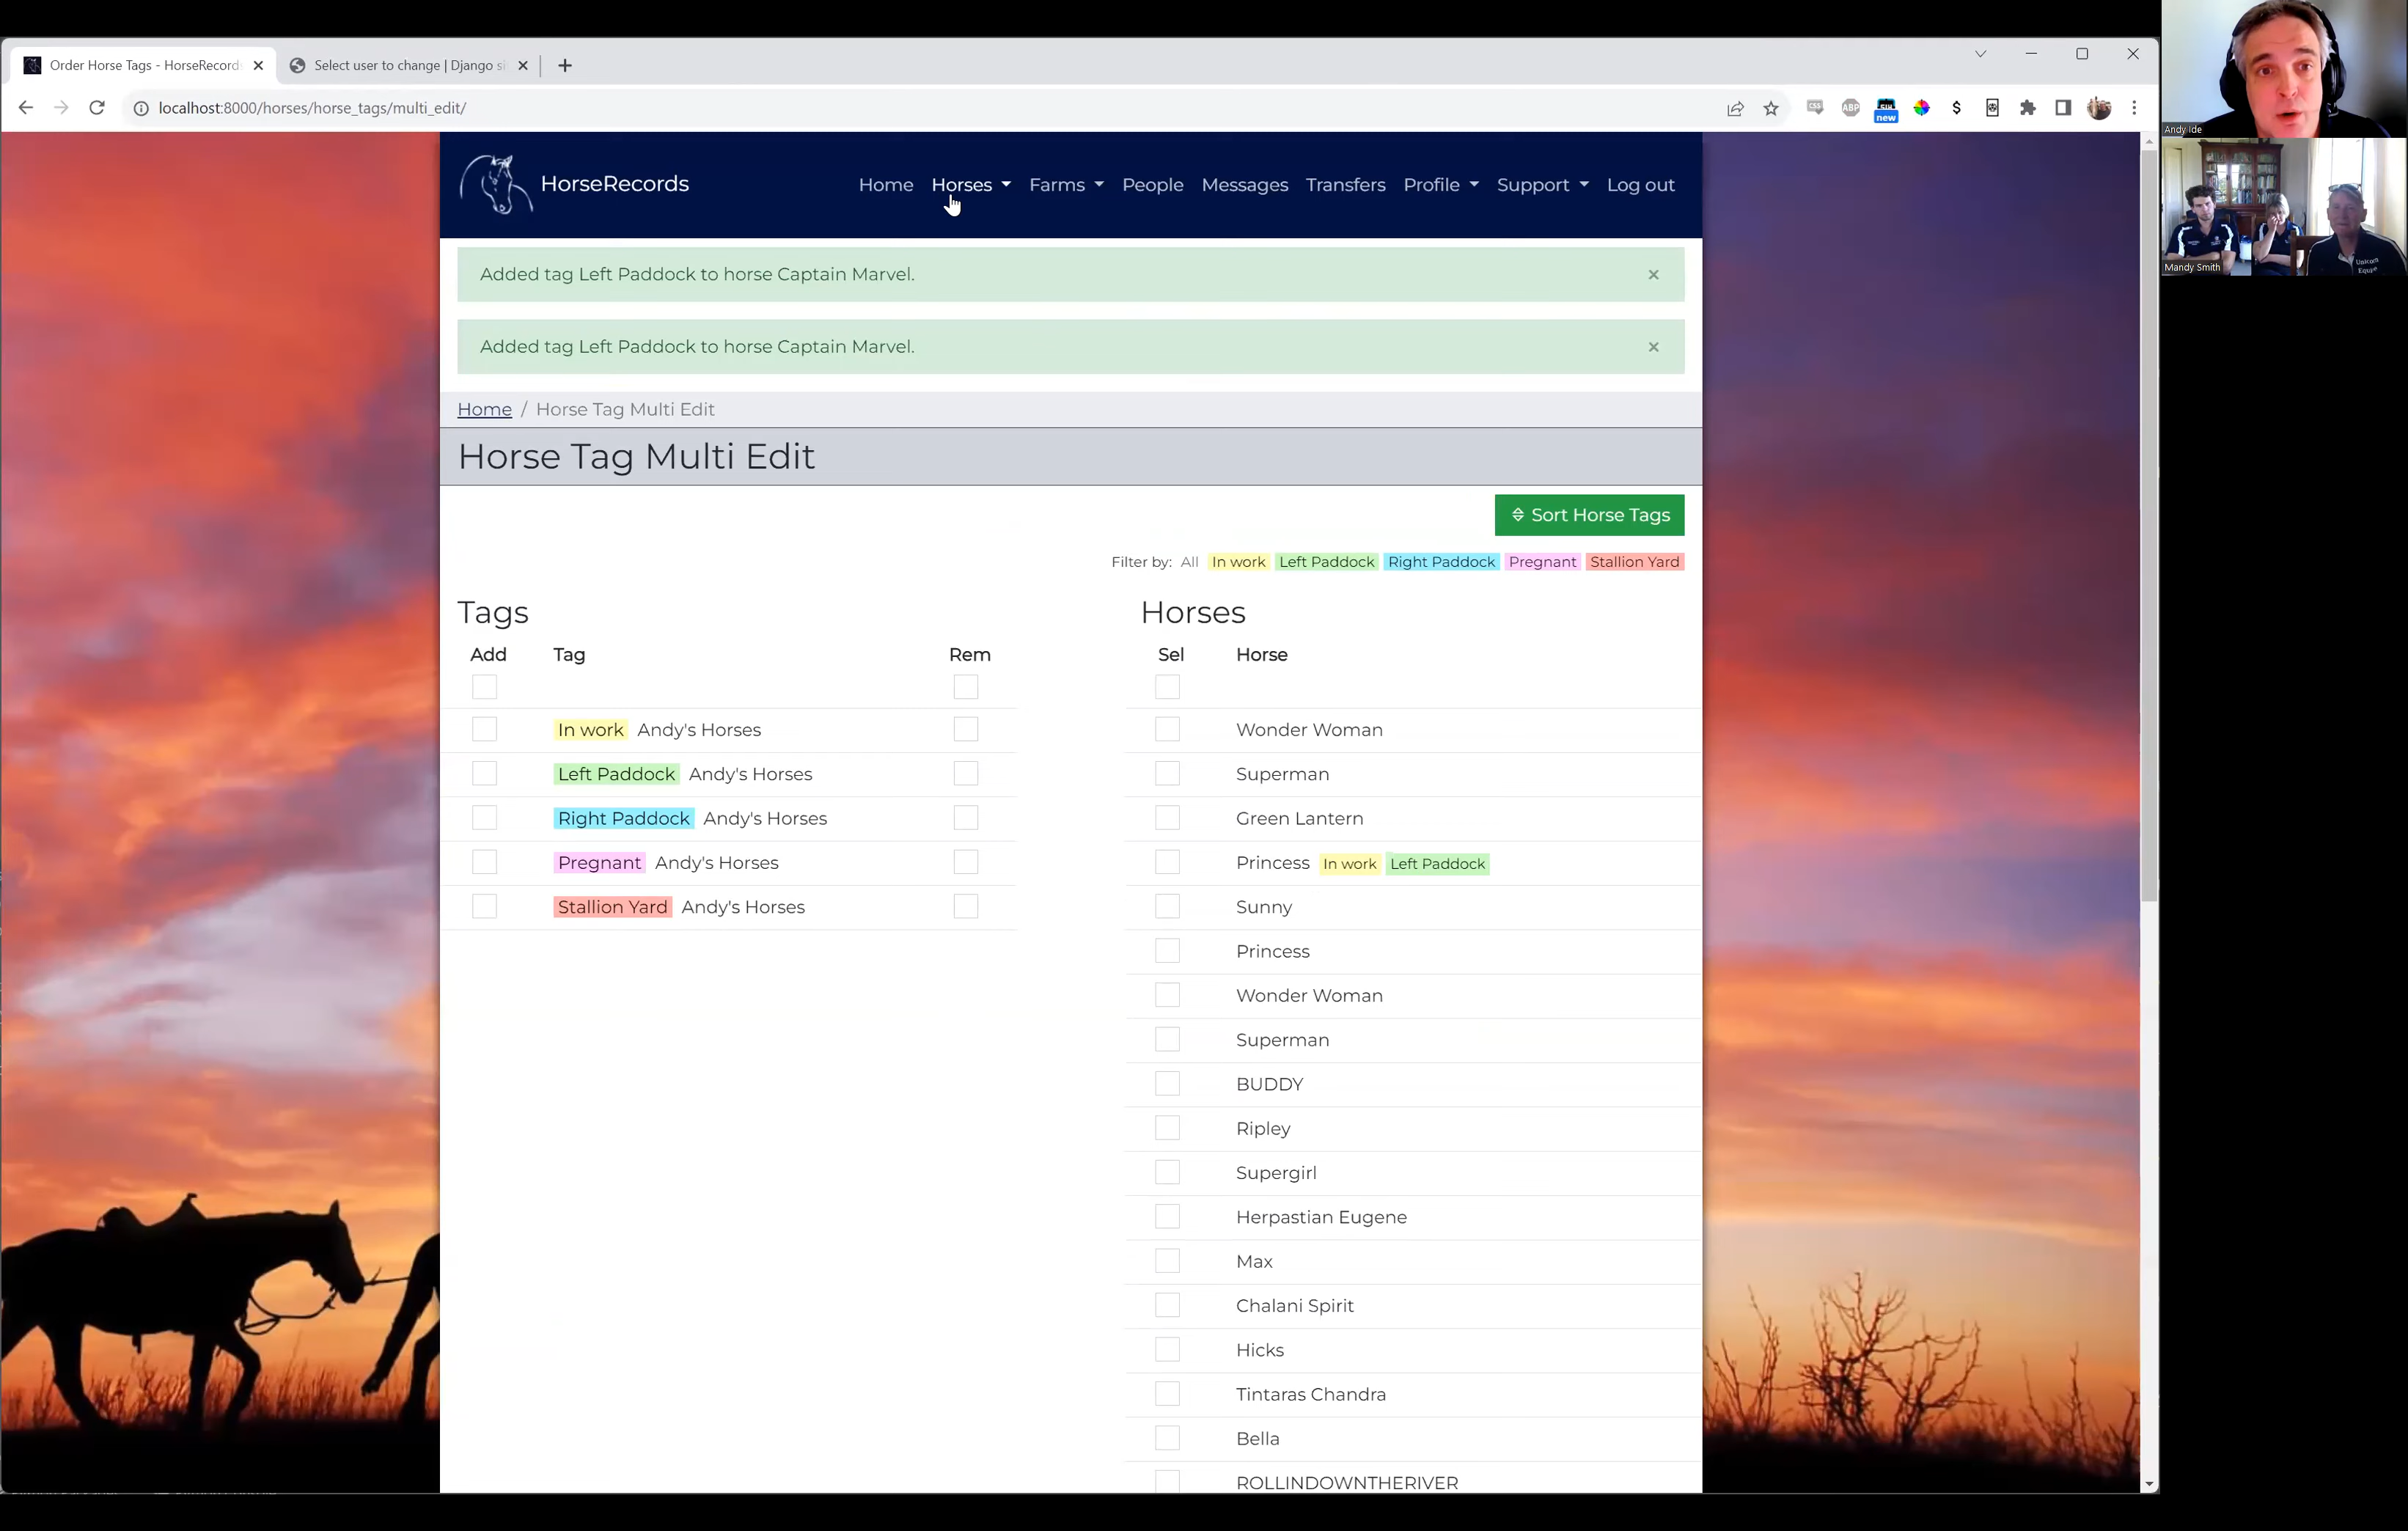 Order Horse Tags - HorseRecords
Select user to change | Django si
localhost:8000/horses/horse_tags/multi_edit/
ABP
new
HorseRecords
Home Horses Farms People Messages Transfers Profile Support Log out
Added tag Left Paddock to horse Captain Marvel.
Added tag Left Paddock to horse Captain Marvel.
Home / Horse Tag Multi Edit
Horse Tag Multi Edit
Sort Horse Tags
Filter by: All In work Left Paddock Right Paddock Pregnant Stallion Yard
Tags
Add Tag Rem
In work Andy's Horses
Left Paddock Andy's Horses
Right Paddock Andy's Horses
Pregnant Andy's Horses
Stallion Yard Andy's Horses
Horses
Sel Horse
Wonder Woman
Superman
Green Lantern
Princess In work Left Paddock
Sunny
Princess
Wonder Woman
Superman
BUDDY
Ripley
Supergirl
Herpastian Eugene
Max
Chalani Spirit
Hicks
Tintaras Chandra
Bella
ROLLINDOWNTHERIVER
Andy Ide
Mandy Smith
Unicorn